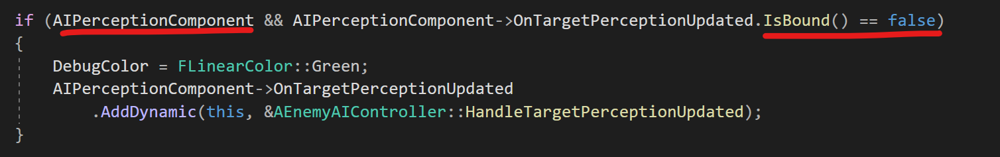 if (AIPerceptionComponent && AIPerceptionComponent->OnTargetPerceptionUpdated.IsBound() == false)
{
    DebugColor = FLinearColor::Green;
    AIPerceptionComponent->OnTargetPerceptionUpdated
        .AddDynamic(this, &AEnemyAIController::HandleTargetPerceptionUpdated);
}